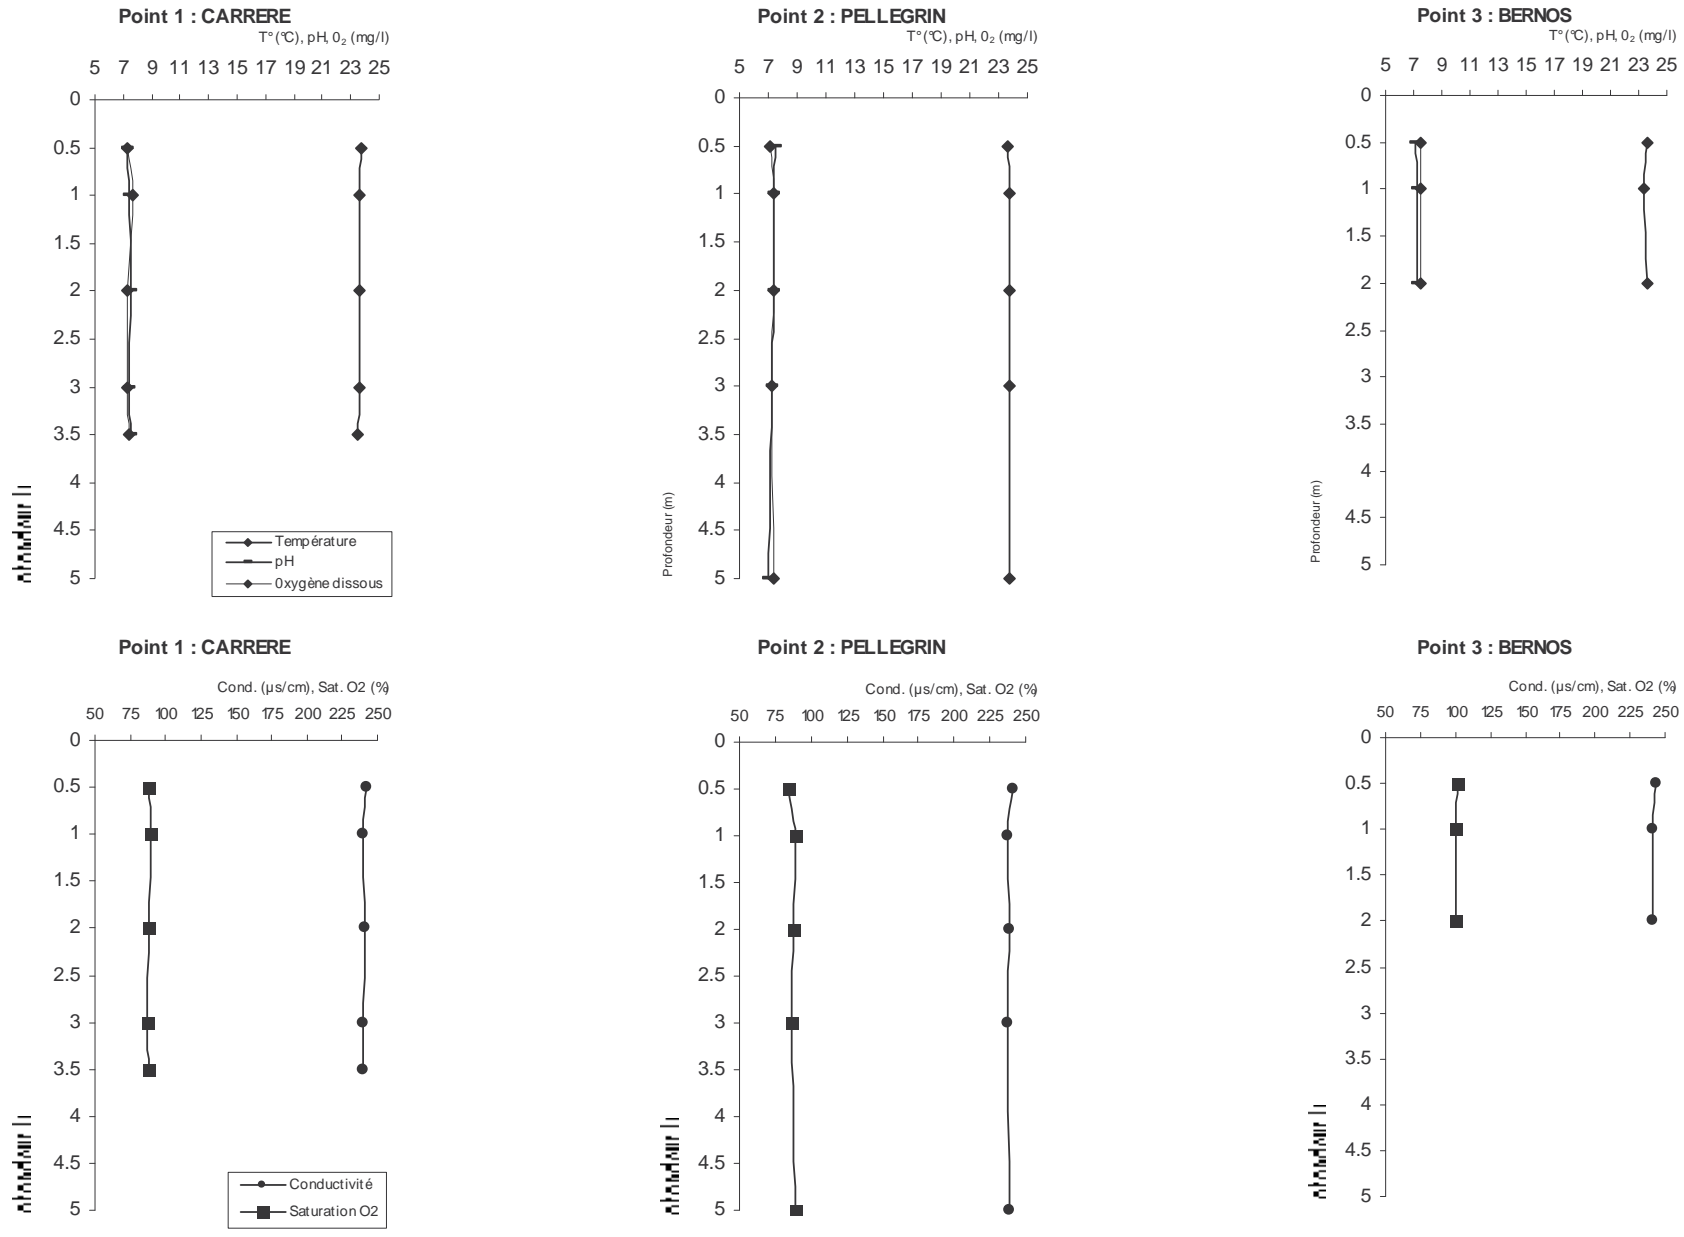 Point 1 : CARRERE
T°(°C), pH, 0₂ (mg/l)
5 7 9 11 13 15 17 19 21 23 25
0
0.5
1
1.5
2
2.5
3
3.5
4
4.5
5
Température
pH
0xygène dissous
Point 2 : PELLEGRIN
T°(°C), pH, 0₂ (mg/l)
5 7 9 11 13 15 17 19 21 23 25
0
0.5
1
1.5
2
2.5
3
3.5
4
4.5
5
Profondeur (m)
Point 3 : BERNOS
T°(°C), pH, 0₂ (mg/l)
5 7 9 11 13 15 17 19 21 23 25
0
0.5
1
1.5
2
2.5
3
3.5
4
4.5
5
Profondeur (m)
Point 1 : CARRERE
Cond. (µs/cm), Sat. O2 (%)
50 75 100 125 150 175 200 225 250
0
0.5
1
1.5
2
2.5
3
3.5
4
4.5
5
Conductivité
Saturation O2
Point 2 : PELLEGRIN
Cond. (µs/cm), Sat. O2 (%)
50 75 100 125 150 175 200 225 250
0
0.5
1
1.5
2
2.5
3
3.5
4
4.5
5
Point 3 : BERNOS
Cond. (µs/cm), Sat. O2 (%)
50 75 100 125 150 175 200 225 250
0
0.5
1
1.5
2
2.5
3
3.5
4
4.5
5